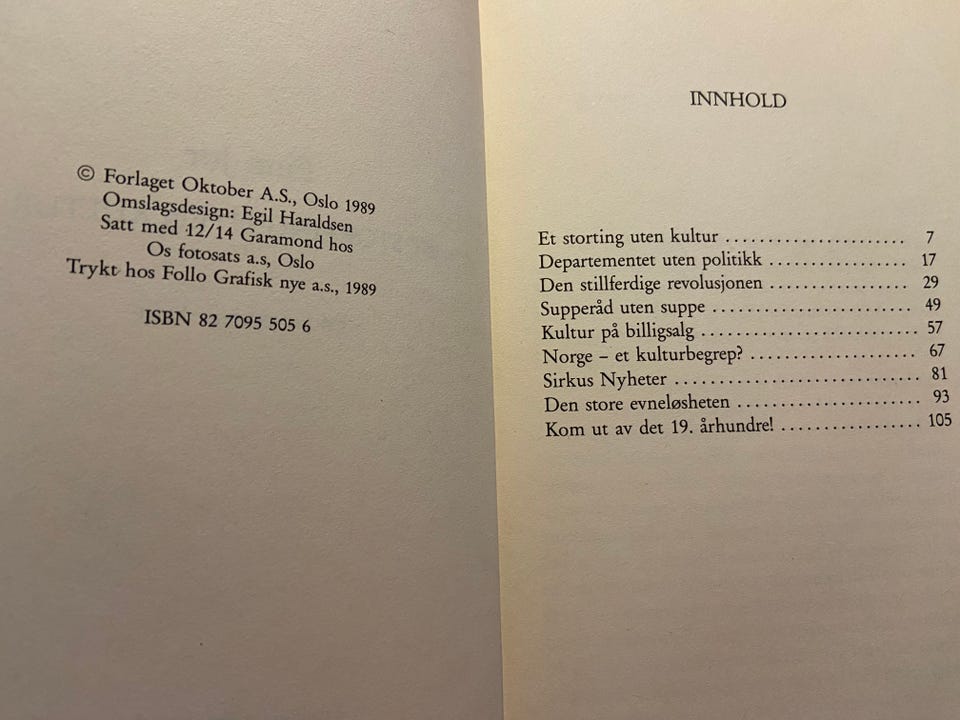 © Forlaget Oktober A.S., Oslo 1989
Omslagsdesign: Egil Haraldsen
Satt med 12/14 Garamond hos
Os fotosats a.s, Oslo
Trykt hos Follo Grafisk nye a.s., 1989
ISBN 82 7095 505 6
INNHOLD
Et storting uten kultur ...................... 7
Departementet uten politikk ................. 17
Den stillferdige revolusjonen ................. 29
Supperåd uten suppe ........................ 49
Kultur på billigsalg .......................... 57
Norge – et kulturbegrep? .................... 67
Sirkus Nyheter .............................. 81
Den store evneløsheten ...................... 93
Kom ut av det 19. århundre! ................. 105